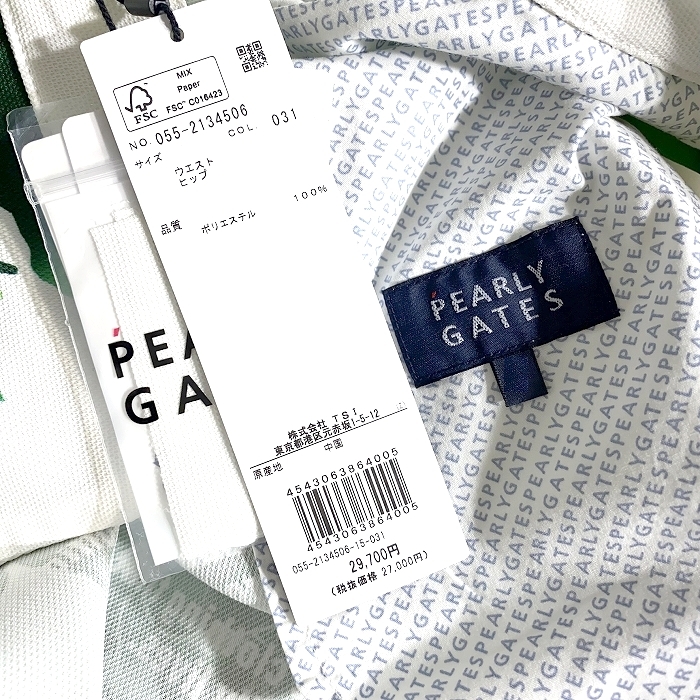 MIX
Paper
FSC
FSC® C016423
NO. 055-2134506 COL. 031
サイズ
ウエスト
ヒップ
品質 ポリエステル 100%
株式会社 TSI
東京都港区元赤坂1-5-12
原産地 中国
4543063864005
4543063864005
055-2134506-15-031
29,700円
(税抜価格 27,000円)
PEA
GA
PEARLY
GATES
PEARLYGATESPEARLYGATESPEARLYGATES